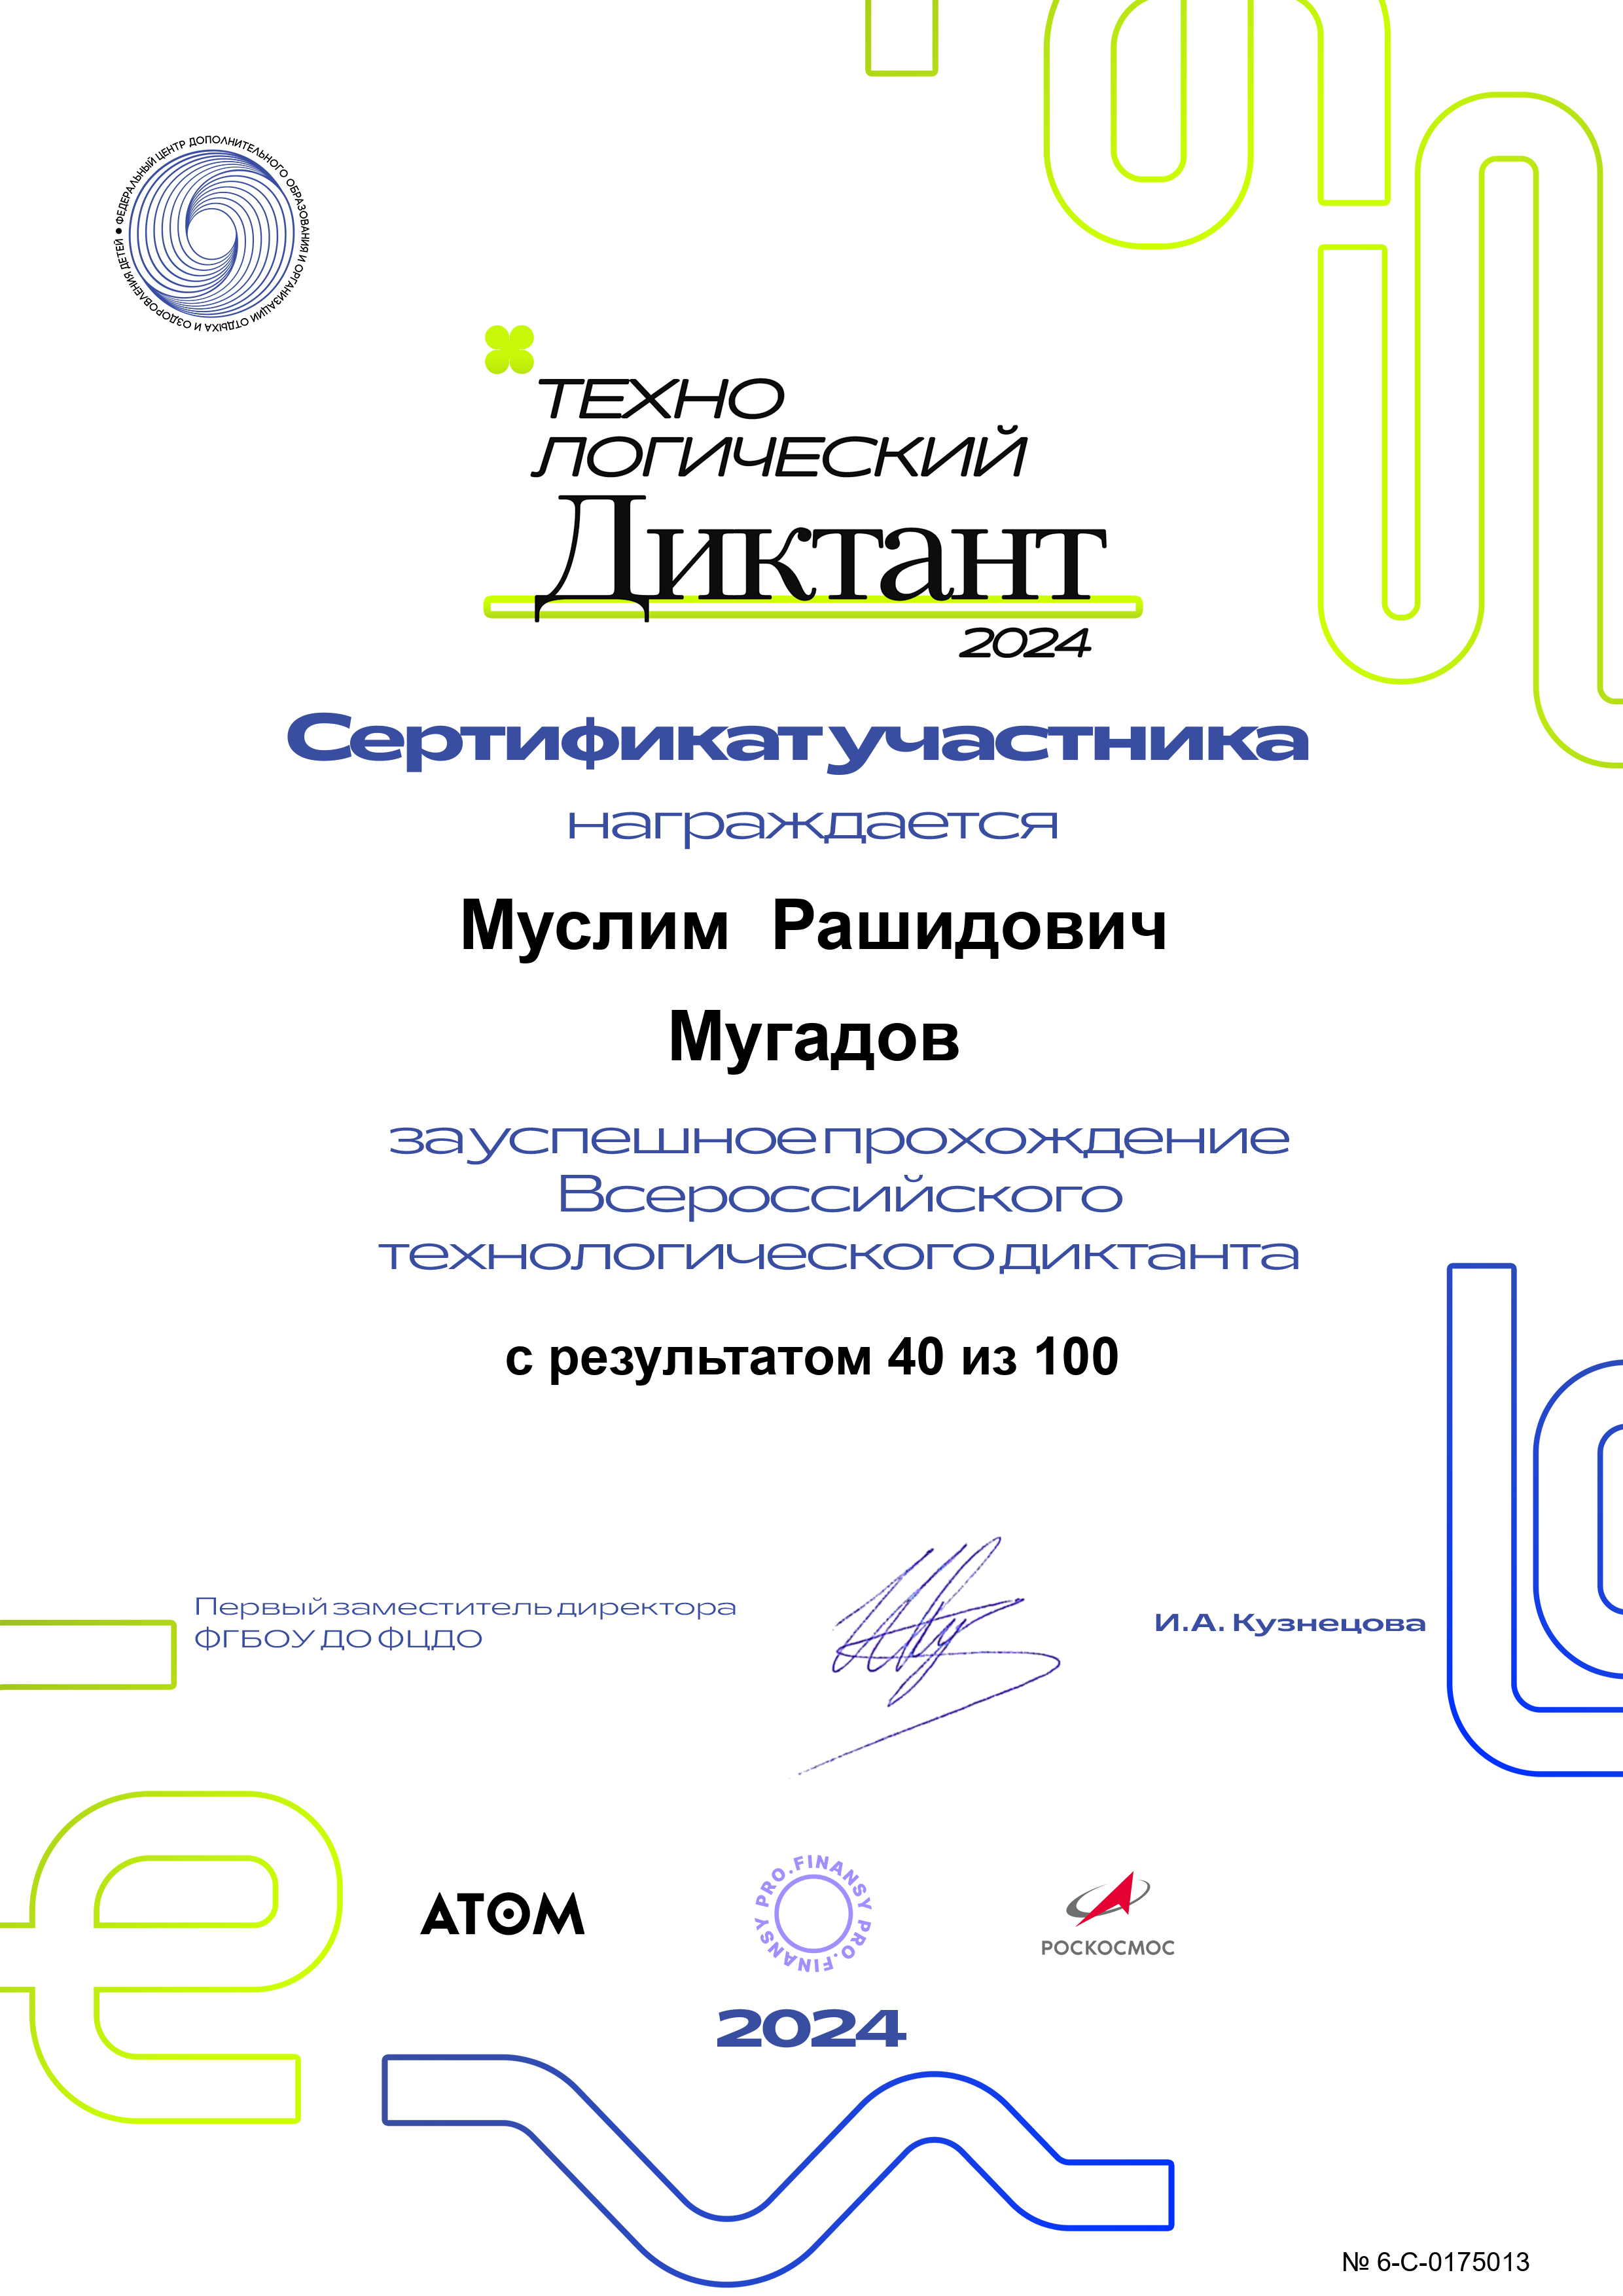 ФЕДЕРАЛЬНЫЙ ЦЕНТР ДОПОЛНИТЕЛЬНОГО ОБРАЗОВАНИЯ И ОРГАНИЗАЦИИ ОТДЫХА И ОЗДОРОВЛЕНИЯ ДЕТЕЙ •
ТЕХНО
ЛОГИЧЕСКИЙ
Диктант
2024
Сертификат участника
награждается
Муслим Рашидович
Мугадов
за успешное прохождение
Всероссийского
технологического диктанта
с результатом 40 из 100
Первый заместитель директора
ФГБОУ ДО ФЦДО
И.А. Кузнецова
АТОМ
PRO.FINANSY PRO.FINANSY
РОСКОСМОС
2024
№ 6-С-0175013